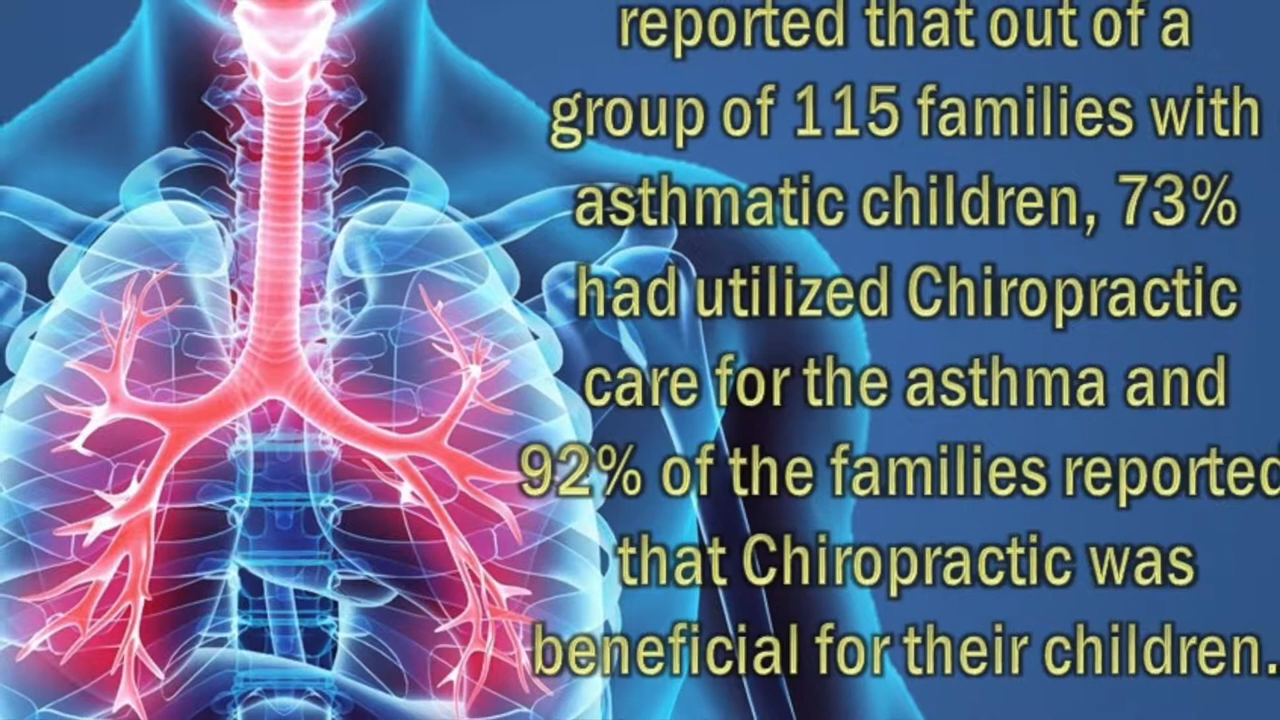 reported that out of a
group of 115 families with
asthmatic children, 73%
had utilized Chiropractic
care for the asthma and
92% of the families reported
that Chiropractic was
beneficial for their children.